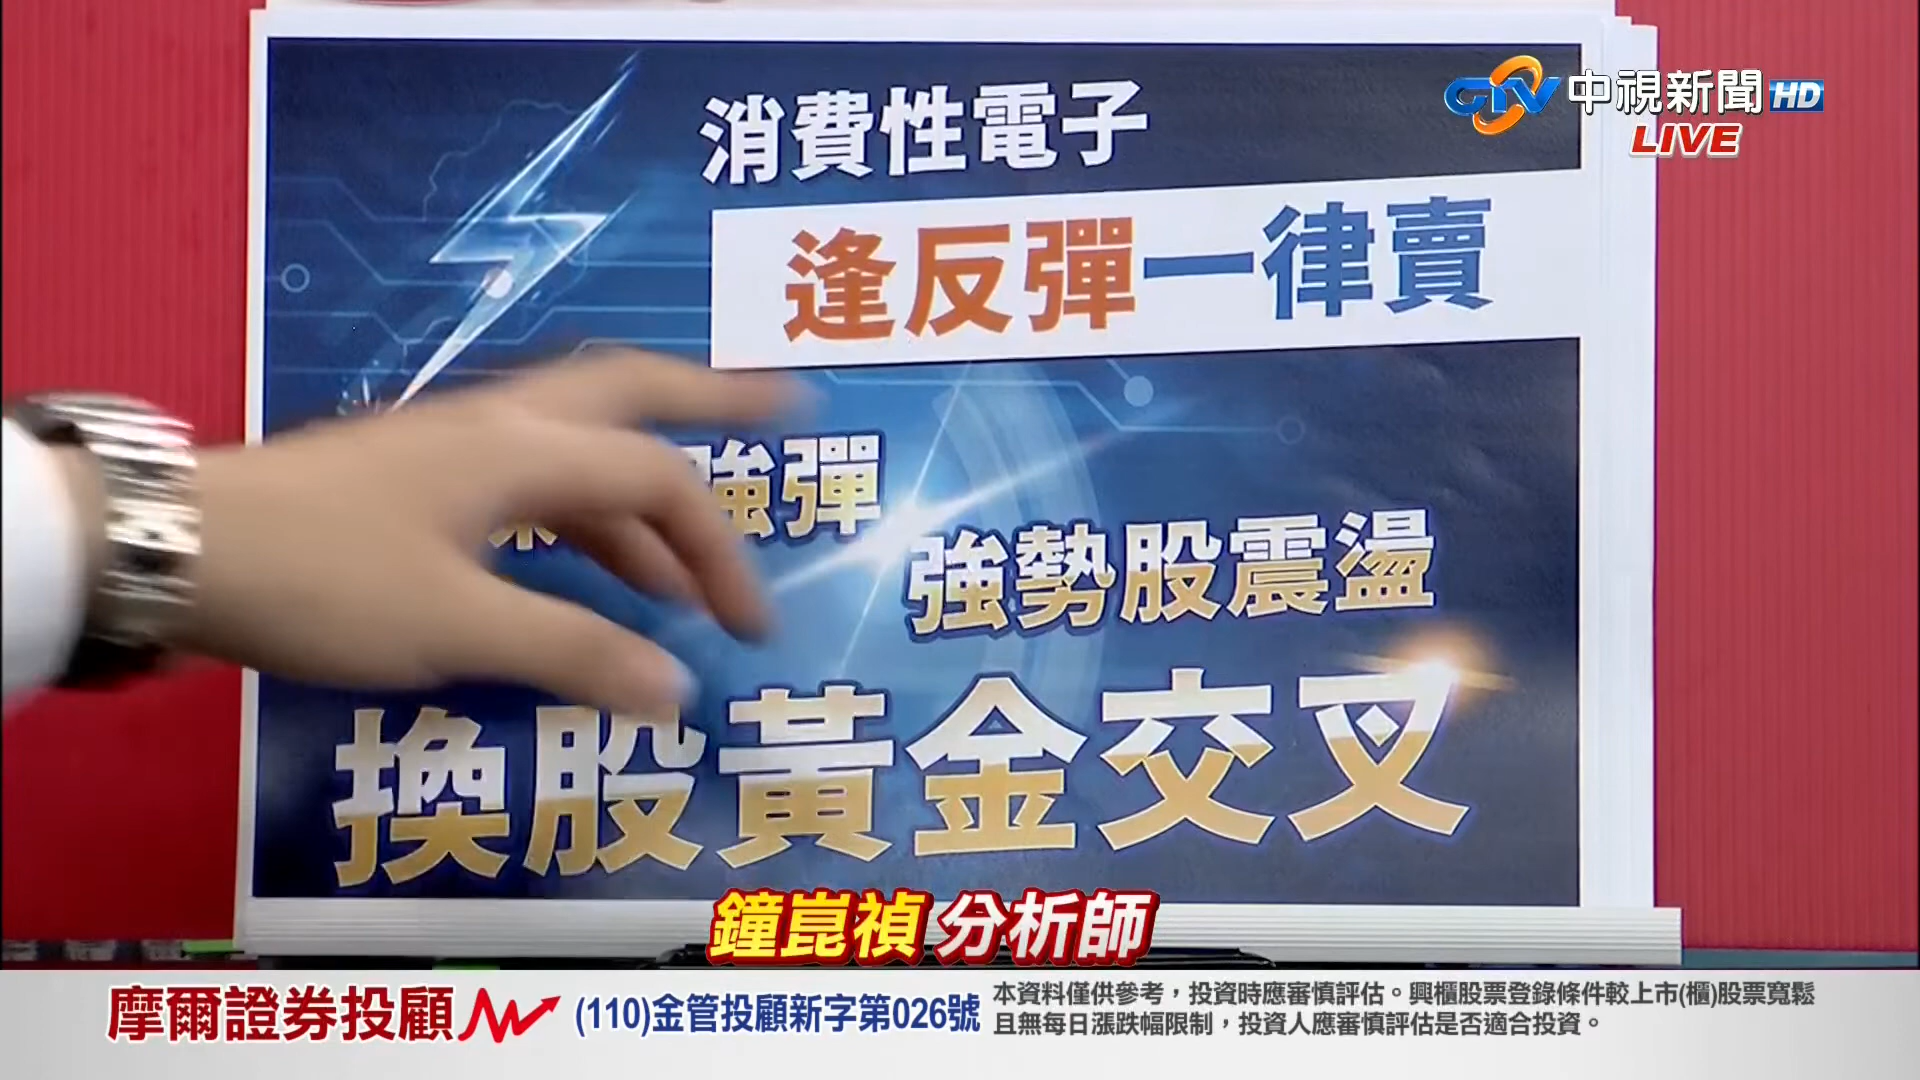 消費性電子
CTV中視新聞HD
LIVE
逢反彈一律賣
強彈
強勢股震盪
換股黃金交叉
鐘崑禎 分析師
摩爾證券投顧 (110)金管投顧新字第026號
本資料僅供參考，投資時應審慎評估。興櫃股票登錄條件較上市(櫃)股票寬鬆
且無每日漲跌幅限制，投資人應審慎評估是否適合投資。